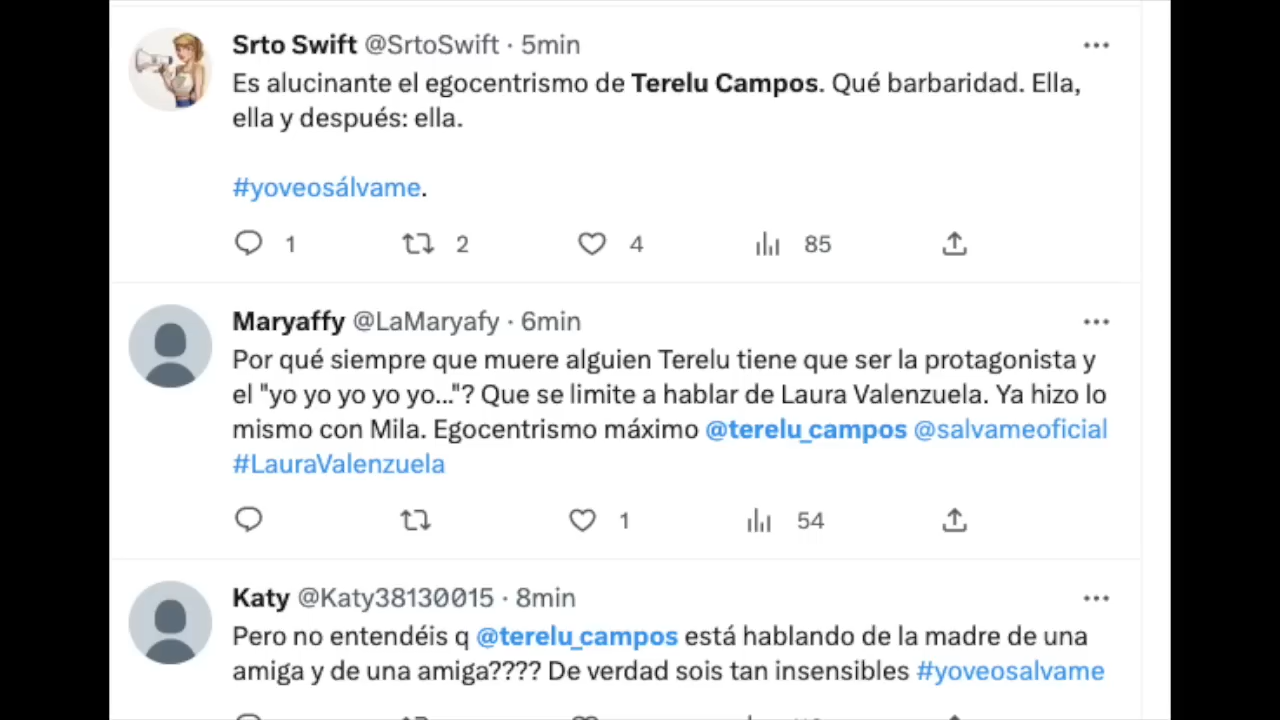 Srto Swift @SrtoSwift · 5min
Es alucinante el egocentrismo de Terelu Campos. Qué barbaridad. Ella,
ella y después: ella.
#yoveosálvame.
1 2 4 85
Maryaffy @LaMaryafy · 6min
Por qué siempre que muere alguien Terelu tiene que ser la protagonista y
el "yo yo yo yo yo..."? Que se limite a hablar de Laura Valenzuela. Ya hizo lo
mismo con Mila. Egocentrismo máximo @terelu_campos @salvameoficial
#LauraValenzuela
1 54
Katy @Katy38130015 · 8min
Pero no entendéis q @terelu_campos está hablando de la madre de una
amiga y de una amiga???? De verdad sois tan insensibles #yoveosalvame